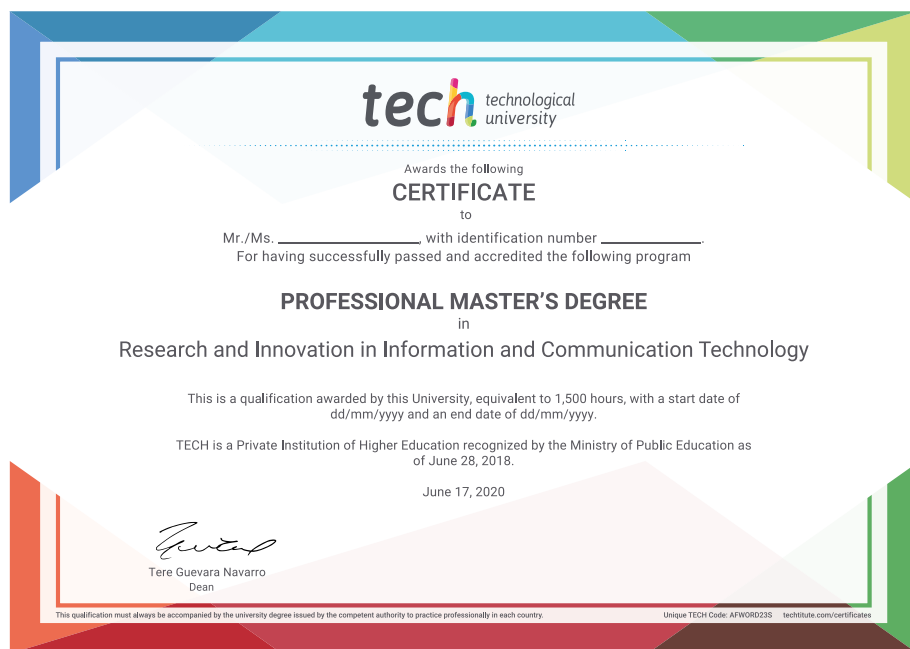 tech technological
university
Awards the following
CERTIFICATE
to
Mr./Ms. ____________________, with identification number ______________.
For having successfully passed and accredited the following program
PROFESSIONAL MASTER’S DEGREE
in
Research and Innovation in Information and Communication Technology
This is a qualification awarded by this University, equivalent to 1,500 hours, with a start date of
dd/mm/yyyy and an end date of dd/mm/yyyy.
TECH is a Private Institution of Higher Education recognized by the Ministry of Public Education as
of June 28, 2018.
June 17, 2020
Tere Guevara Navarro
Dean
This qualification must always be accompanied by the university degree issued by the competent authority to practice professionally in each country.
Unique TECH Code: AFWORD23S techtitute.com/certificates